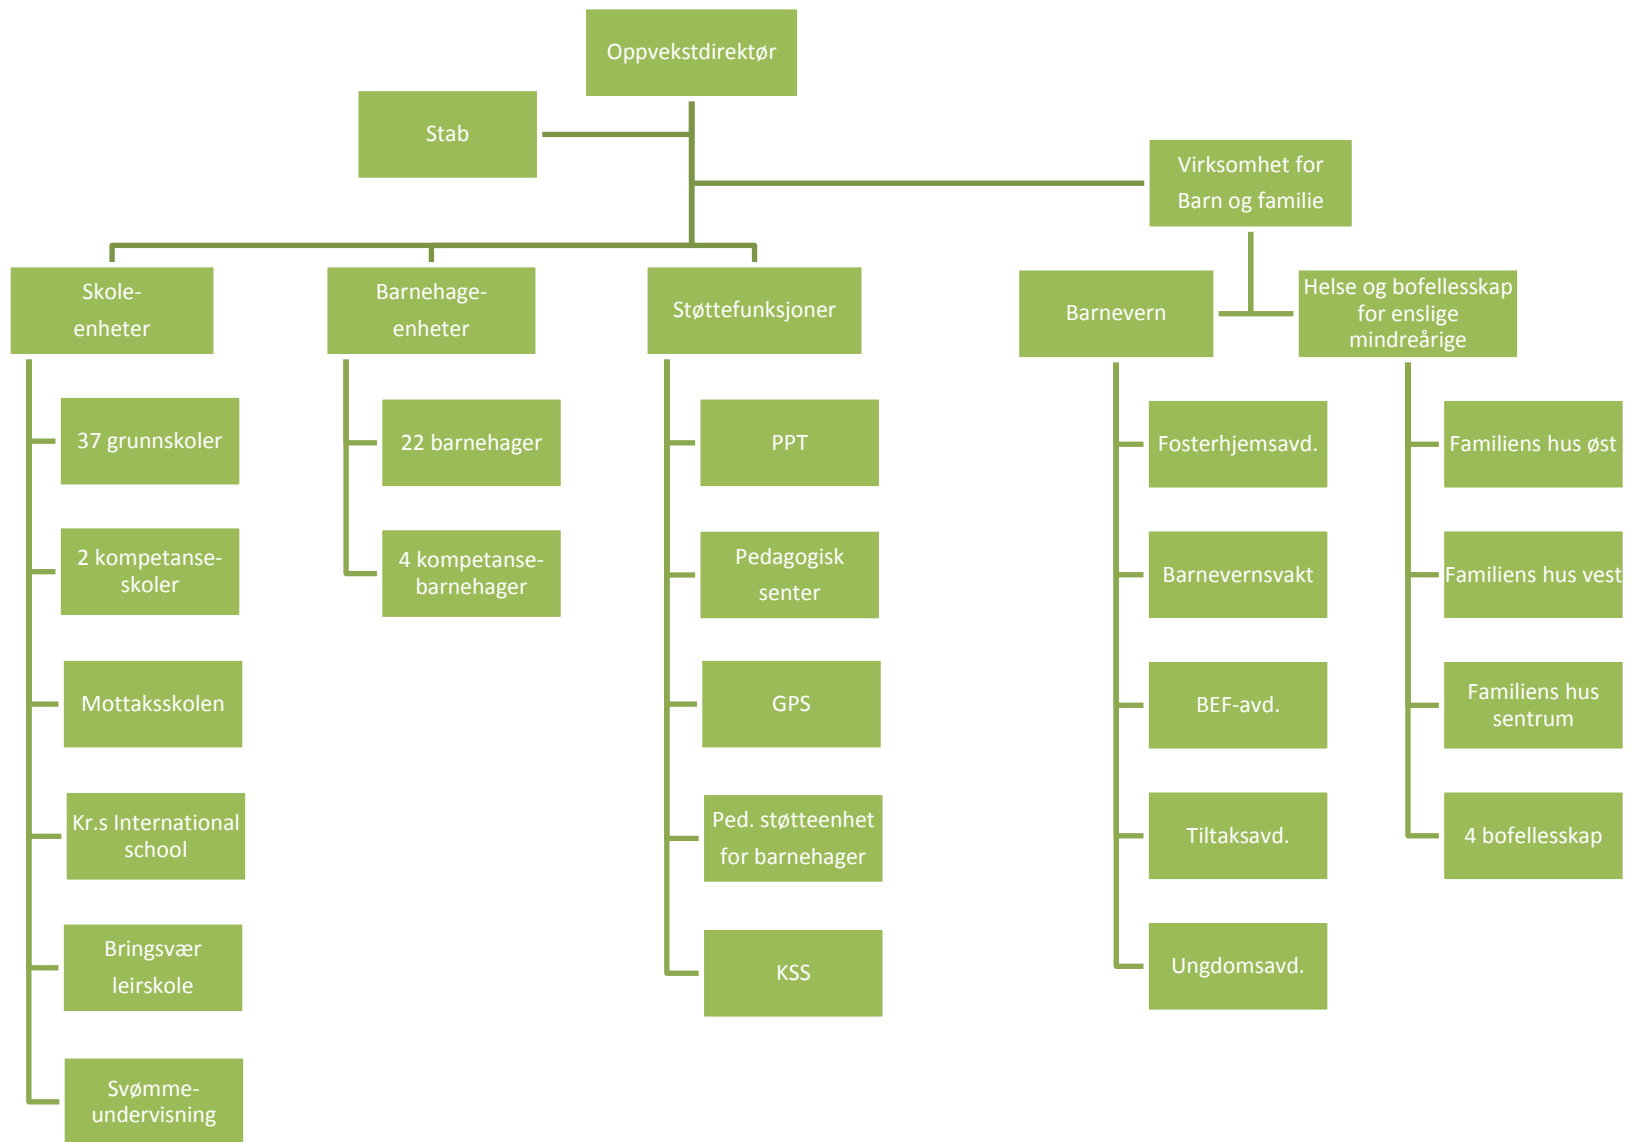 Oppvekstdirektør
Stab
Virksomhet for
Barn og familie
Skole-
enheter
Barnehage-
enheter
Støttefunksjoner
Barnevern
Helse og bofellesskap
for enslige
mindreårige
37 grunnskoler
2 kompetanse-
skoler
Mottaksskolen
Kr.s International
school
Bringsvær
leirskole
Svømme-
undervisning
22 barnehager
4 kompetanse-
barnehager
PPT
Pedagogisk
senter
GPS
Ped. støtteenhet
for barnehager
KSS
Fosterhjemsavd.
Barnevernsvakt
BEF-avd.
Tiltaksavd.
Ungdomsavd.
Familiens hus øst
Familiens hus vest
Familiens hus
sentrum
4 bofellesskap